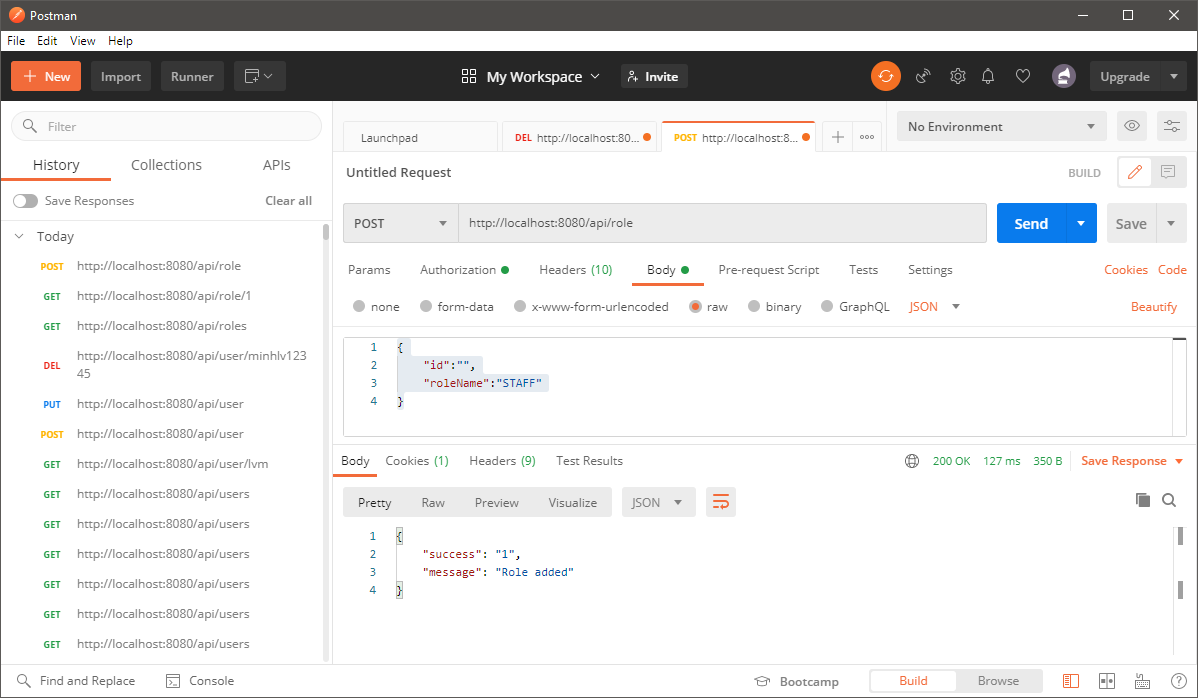 Postman
File Edit View Help
New Import Runner My Workspace Invite Upgrade
Filter
History Collections APIs
Save Responses Clear all
Today
POST http://localhost:8080/api/role
GET http://localhost:8080/api/role/1
GET http://localhost:8080/api/roles
DEL http://localhost:8080/api/user/minhlv123
45
PUT http://localhost:8080/api/user
POST http://localhost:8080/api/user
GET http://localhost:8080/api/user/lvm
GET http://localhost:8080/api/users
GET http://localhost:8080/api/users
GET http://localhost:8080/api/users
GET http://localhost:8080/api/users
GET http://localhost:8080/api/users
GET http://localhost:8080/api/users
Launchpad DEL http://localhost:80... POST http://localhost:8... No Environment
Untitled Request BUILD
POST http://localhost:8080/api/role Send Save
Params Authorization Headers (10) Body Pre-request Script Tests Settings Cookies Code
none form-data x-www-form-urlencoded raw binary GraphQL JSON Beautify
1 {
2 "id":"",
3 "roleName":"STAFF"
4 }
Body Cookies (1) Headers (9) Test Results 200 OK 127 ms 350 B Save Response
Pretty Raw Preview Visualize JSON
1 {
2 "success": "1",
3 "message": "Role added"
4 }
Find and Replace Console Bootcamp Build Browse